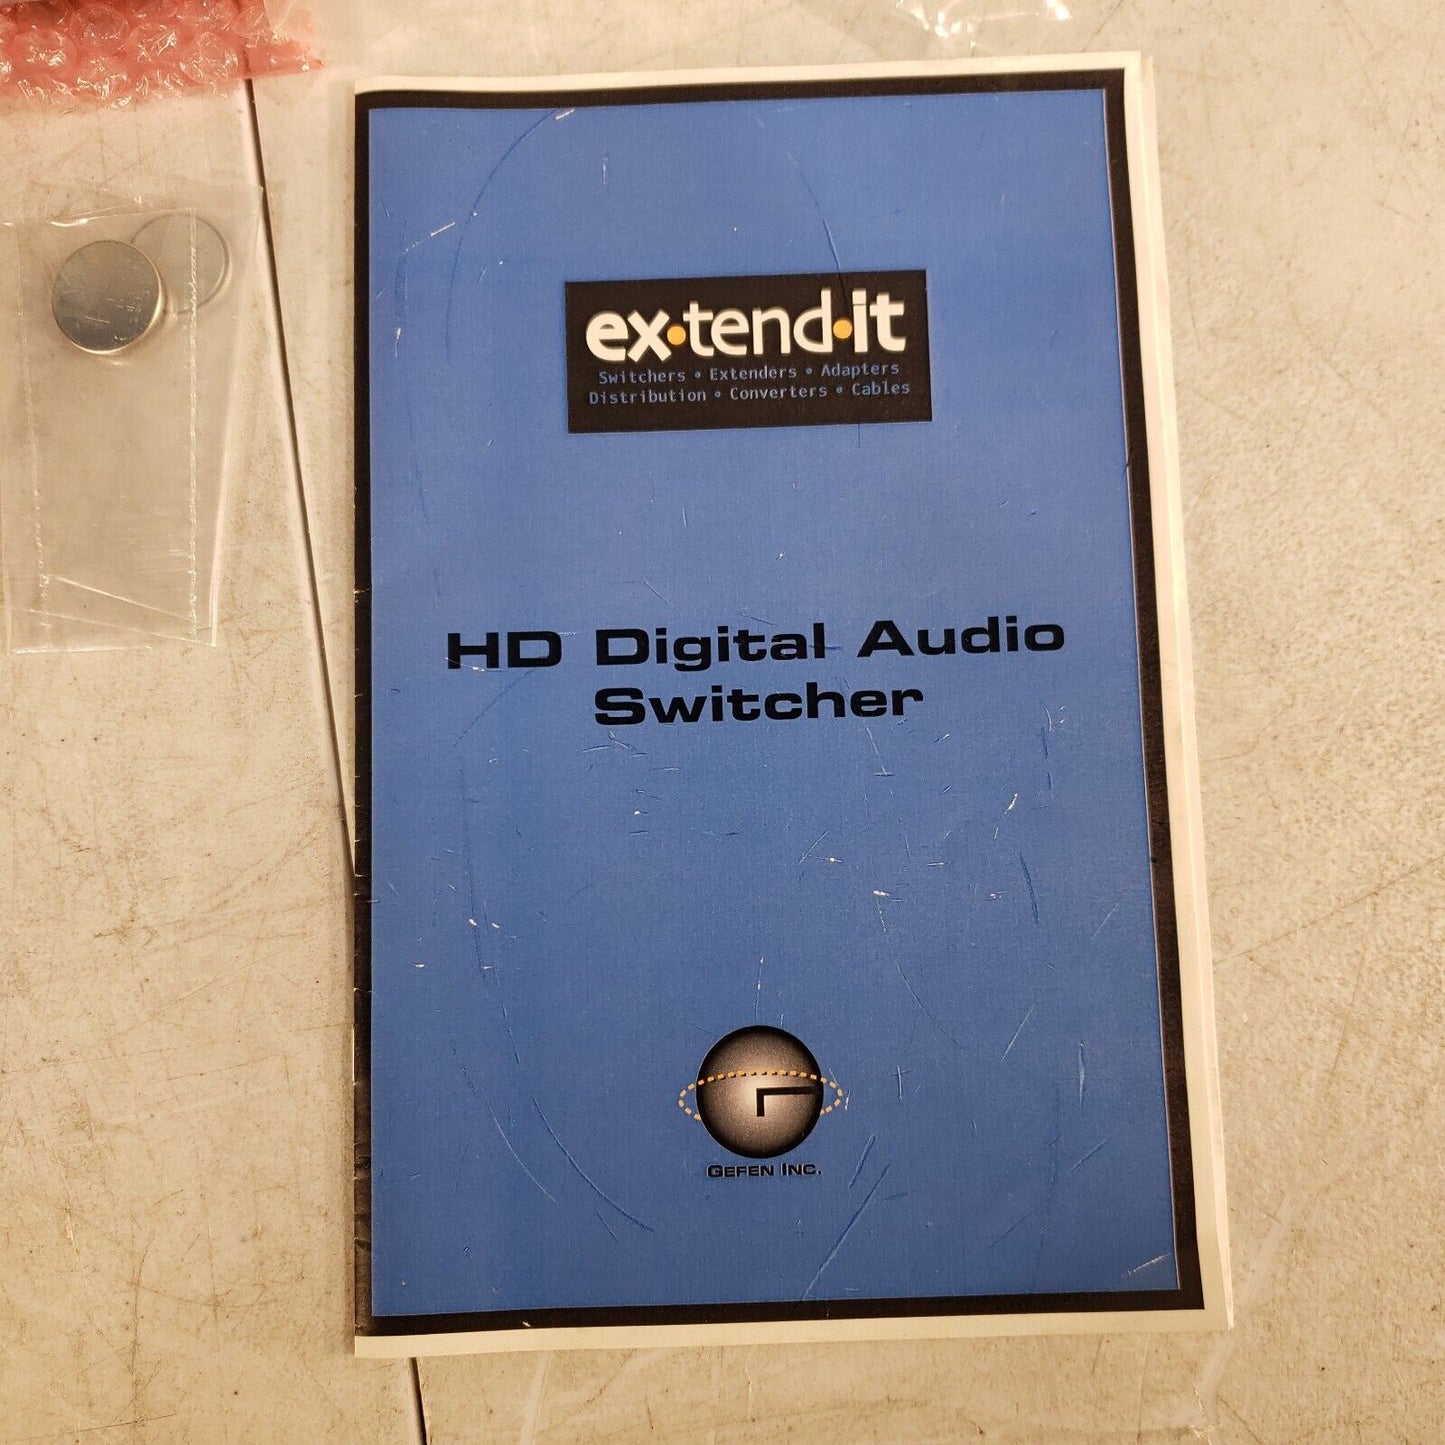 ex•tend•it
Switchers • Extenders • Adapters
Distribution • Converters • Cables
HD Digital Audio
Switcher
GEFEN INC.